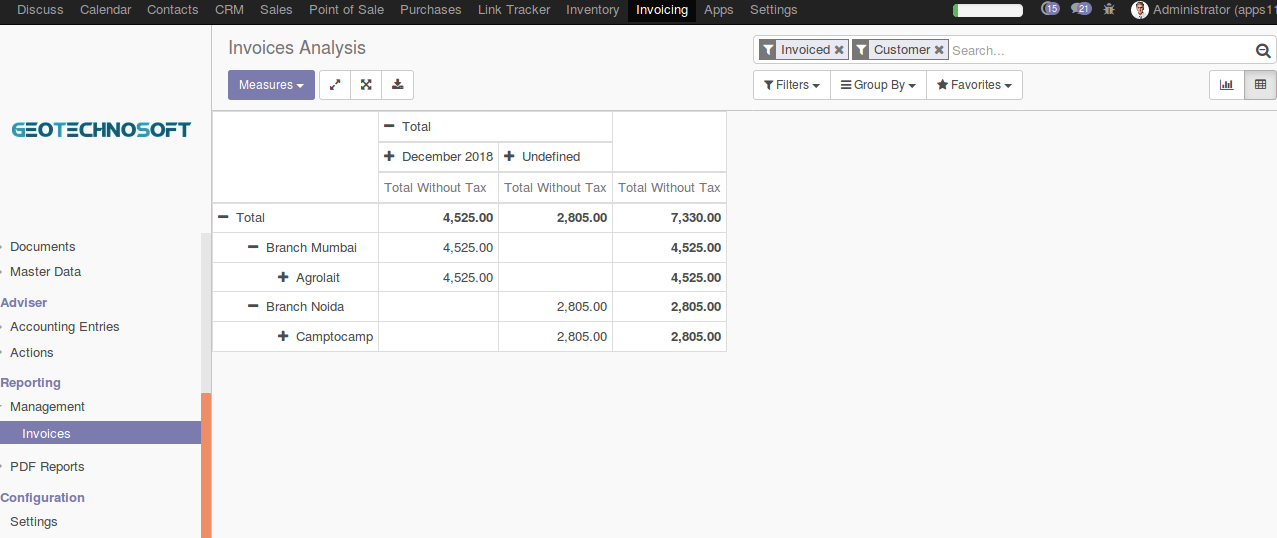 Discuss Calendar Contacts CRM Sales Point of Sale Purchases Link Tracker Inventory Invoicing Apps Settings 15 21 Administrator (apps11
Invoices Analysis
Invoiced Customer Search...
Measures
Filters Group By Favorites
GEOTECHNOSOFT
Documents
Master Data
Adviser
Accounting Entries
Actions
Reporting
Management
Invoices
PDF Reports
Configuration
Settings
Total
December 2018 Undefined
Total Without Tax Total Without Tax Total Without Tax
Total 4,525.00 2,805.00 7,330.00
Branch Mumbai 4,525.00 4,525.00
Agrolait 4,525.00 4,525.00
Branch Noida 2,805.00 2,805.00
Camptocamp 2,805.00 2,805.00